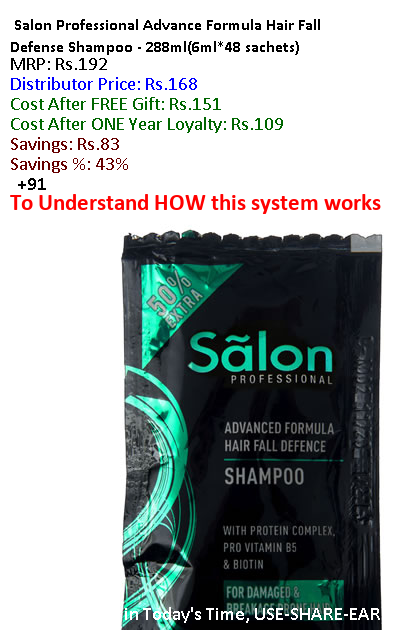 Salon Professional Advance Formula Hair Fall
Defense Shampoo - 288ml(6ml*48 sachets)
MRP: Rs.192
Distributor Price: Rs.168
Cost After FREE Gift: Rs.151
Cost After ONE Year Loyalty: Rs.109
Savings: Rs.83
Savings %: 43%
+91
To Understand HOW this system works
50%
EXTRA
Sãlon
PROFESSIONAL
ADVANCED FORMULA
HAIR FALL DEFENCE
SHAMPOO
WITH PROTEIN COMPLEX,
PRO VITAMIN B5
& BIOTIN
FOR DAMAGED &
BREAKAGE PRONE HAIR
in Today's Time, USE-SHARE-EAR